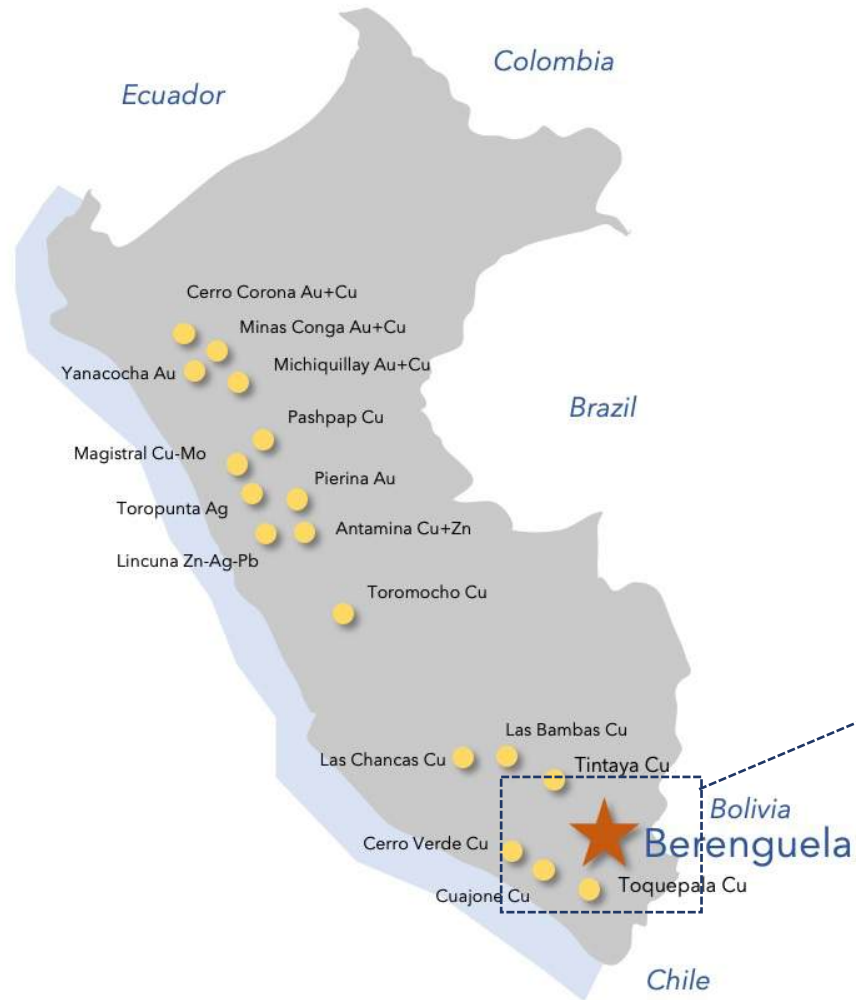 Colombia
Ecuador
Cerro Corona Au+Cu
Minas Conga Au+Cu
Michiquillay Au+Cu
Yanacocha Au
Brazil
Pashpap Cu
Magistral Cu-Mo
Pierina Au
Toropunta Ag
Antamina Cu+Zn
Lincuna Zn-Ag-Pb
Toromocho Cu
Las Bambas Cu
Las Chancas Cu
Tintaya Cu
Bolivia
Berenguela
Cerro Verde Cu
Toquepala Cu
Cuajone Cu
Chile